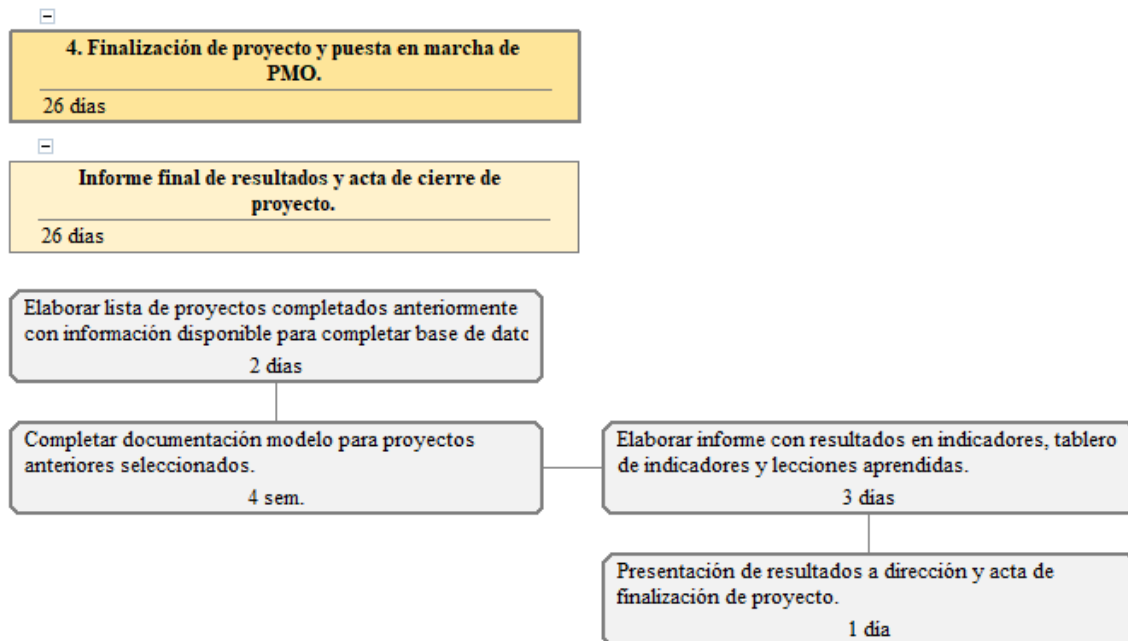 4. Finalización de proyecto y puesta en marcha de
PMO.
26 días
Informe final de resultados y acta de cierre de
proyecto.
26 días
Elaborar lista de proyectos completados anteriormente
con información disponible para completar base de dato
2 días
Completar documentación modelo para proyectos
anteriores seleccionados.
4 sem.
Elaborar informe con resultados en indicadores, tablero
de indicadores y lecciones aprendidas.
3 días
Presentación de resultados a dirección y acta de
finalización de proyecto.
1 día